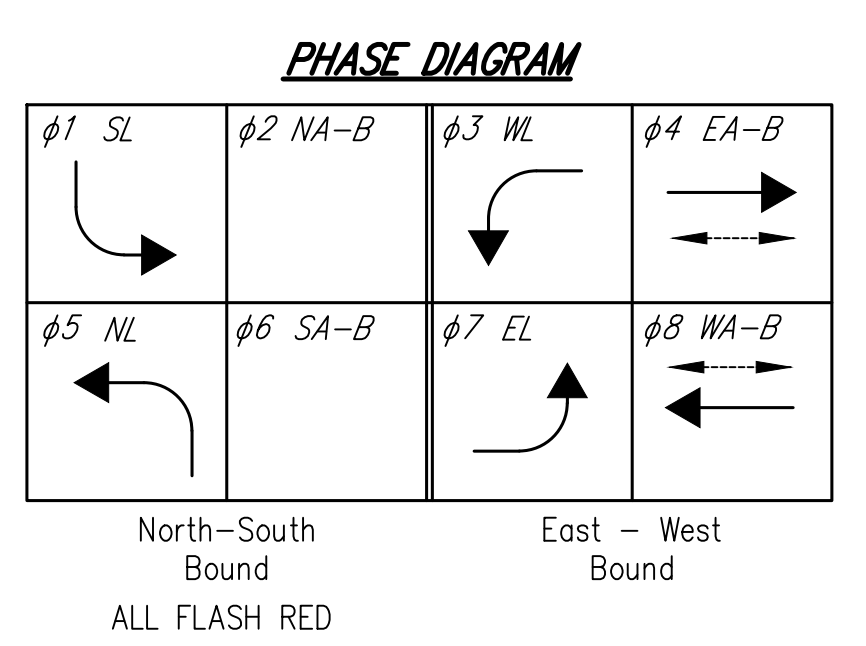 PHASE DIAGRAM
ϕ1 SL
ϕ2 NA-B
ϕ3 WL
ϕ4 EA-B
ϕ5 NL
ϕ6 SA-B
ϕ7 EL
ϕ8 WA-B
North-South
Bound
East - West
Bound
ALL FLASH RED